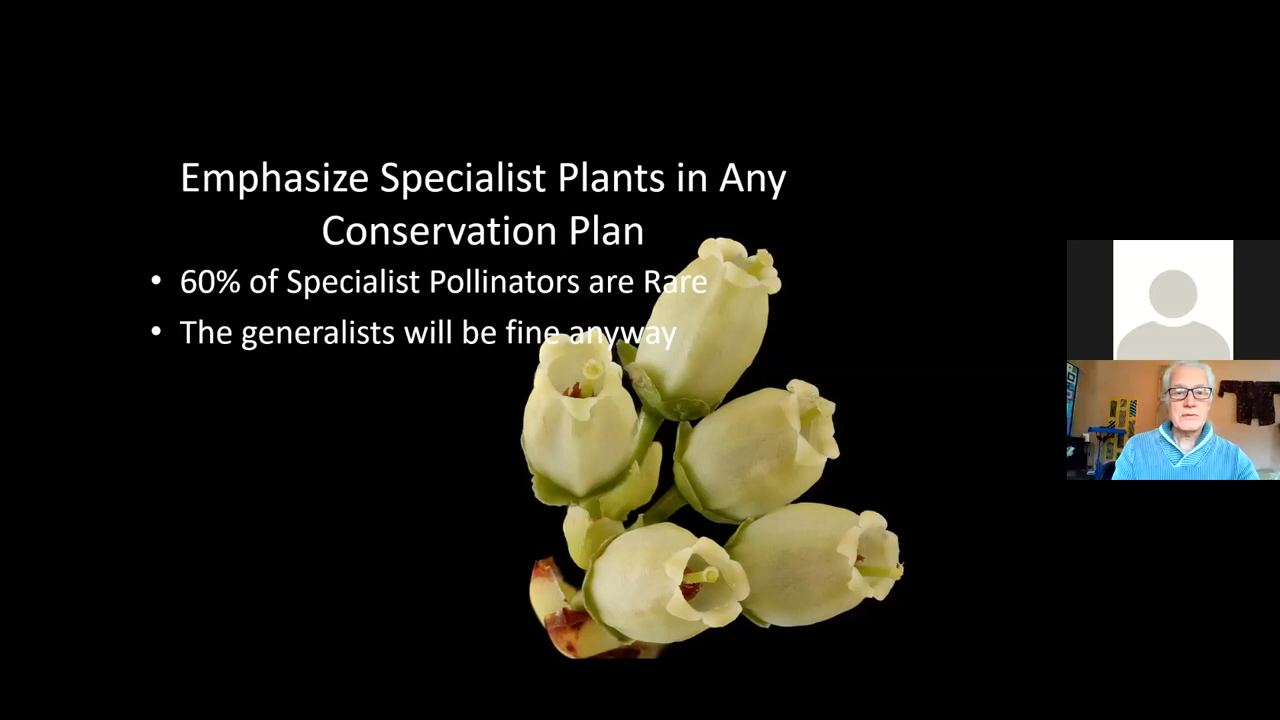 Emphasize Specialist Plants in Any
Conservation Plan
• 60% of Specialist Pollinators are Rare
• The generalists will be fine anyway